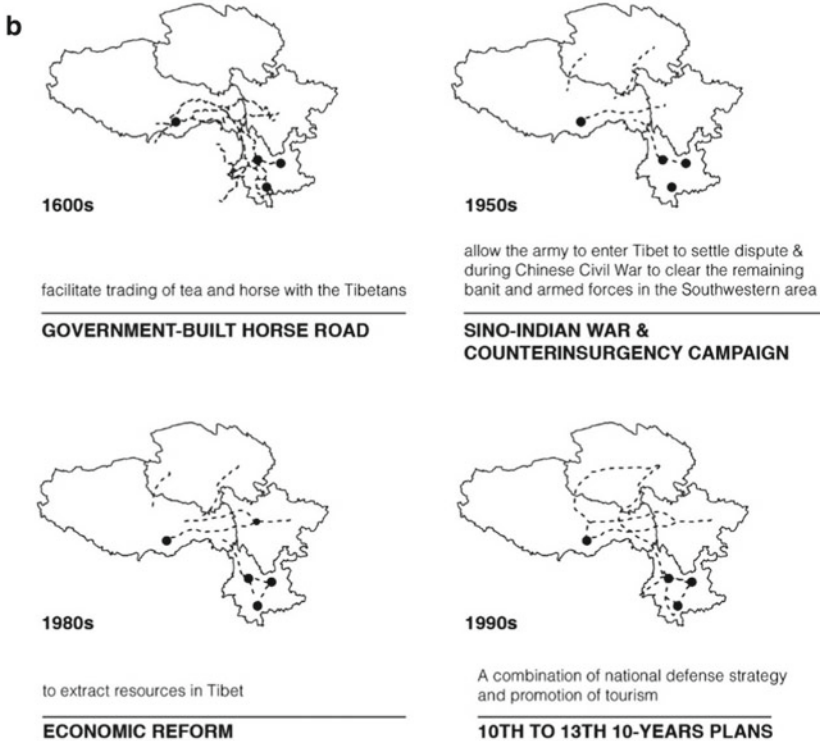 b
1600s
facilitate trading of tea and horse with the Tibetans
GOVERNMENT-BUILT HORSE ROAD
1950s
allow the army to enter Tibet to settle dispute &
during Chinese Civil War to clear the remaining
banit and armed forces in the Southwestern area
SINO-INDIAN WAR &
COUNTERINSURGENCY CAMPAIGN
1980s
to extract resources in Tibet
ECONOMIC REFORM
1990s
A combination of national defense strategy
and promotion of tourism
10TH TO 13TH 10-YEARS PLANS